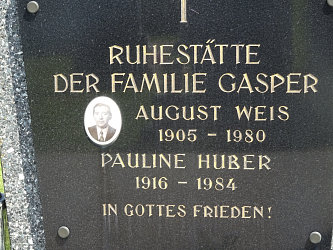 RUHESTÄTTE
DER FAMILIE GASPER
AUGUST WEIS
1905 - 1980
PAULINE HUBER
1916 - 1984
IN GOTTES FRIEDEN!